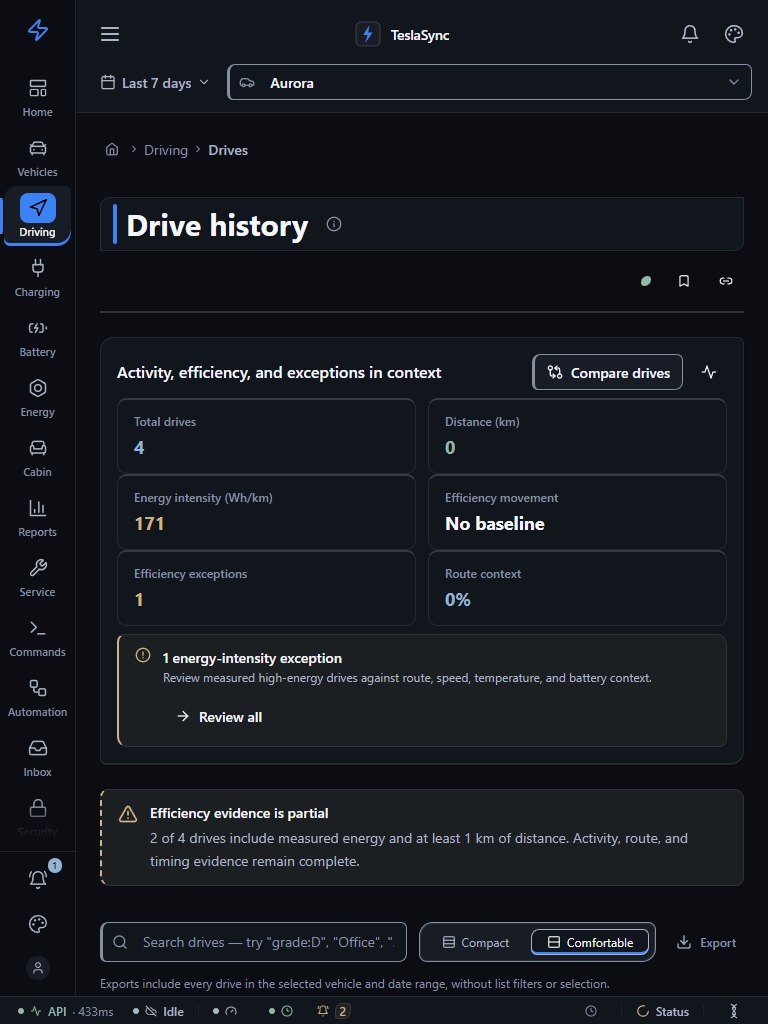 TeslaSync
Last 7 days
Aurora
Home
Vehicles
Driving
Charging
Battery
Energy
Cabin
Reports
Service
Commands
Automation
Inbox
Security
1
Driving
Drives
Drive history
Activity, efficiency, and exceptions in context
Compare drives
Total drives
4
Distance (km)
0
Energy intensity (Wh/km)
171
Efficiency movement
No baseline
Efficiency exceptions
1
Route context
0%
1 energy-intensity exception
Review measured high-energy drives against route, speed, temperature, and battery context.
Review all
Efficiency evidence is partial
2 of 4 drives include measured energy and at least 1 km of distance. Activity, route, and
timing evidence remain complete.
Search drives — try "grade:D", "Office", "
Compact
Comfortable
Export
Exports include every drive in the selected vehicle and date range, without list filters or selection.
API · 433ms
Idle
2
Status